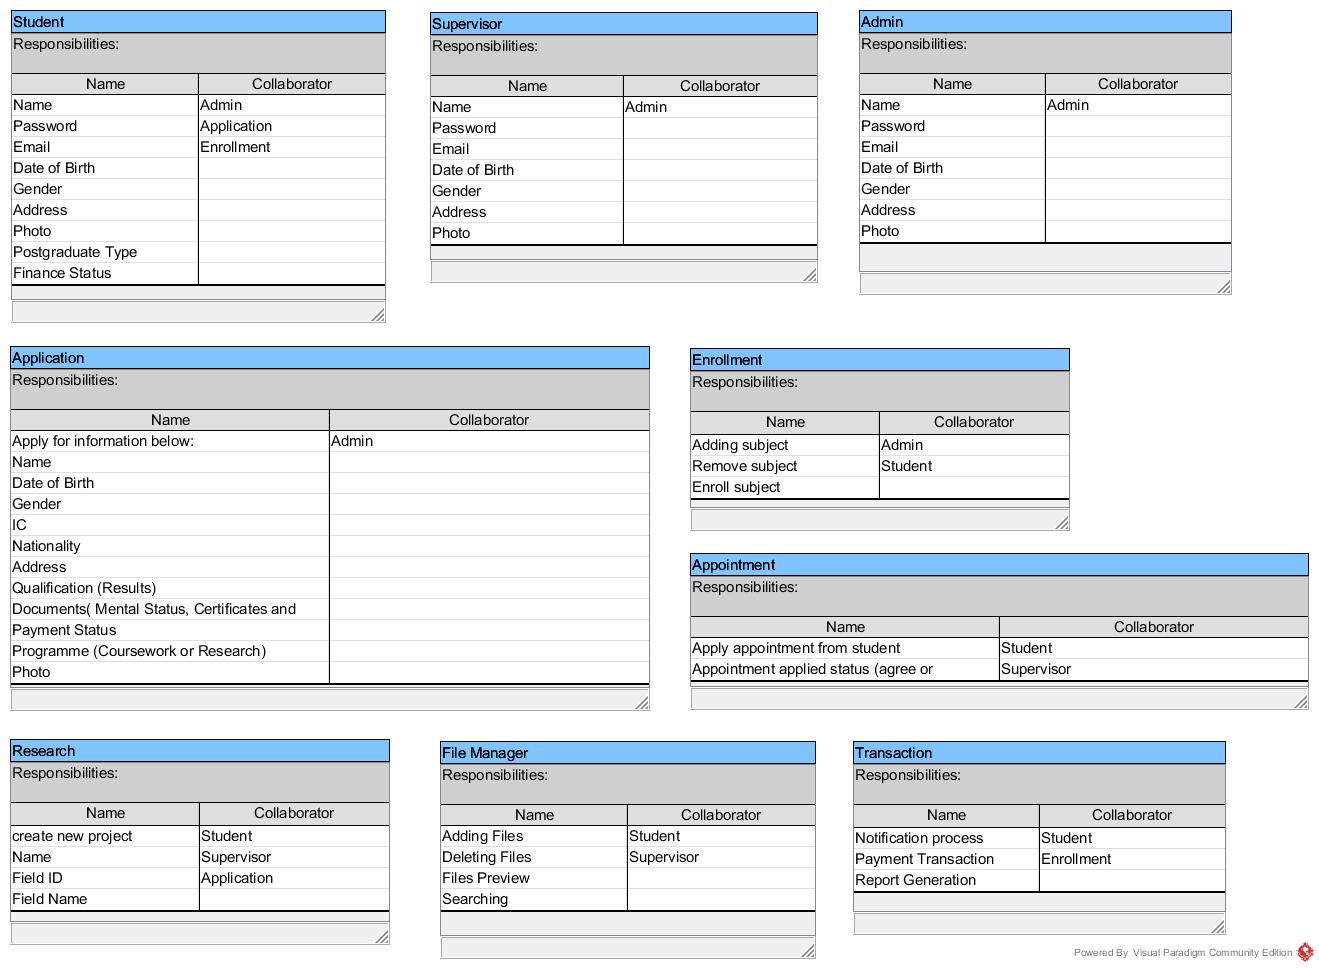 Student
Responsibilities:
Name Collaborator
Name Admin
Password Application
Email Enrollment
Date of Birth
Gender
Address
Photo
Postgraduate Type
Finance Status
Supervisor
Responsibilities:
Name Collaborator
Name Admin
Password
Email
Date of Birth
Gender
Address
Photo
Admin
Responsibilities:
Name Collaborator
Name Admin
Password
Email
Date of Birth
Gender
Address
Photo
Application
Responsibilities:
Name Collaborator
Apply for information below: Admin
Name
Date of Birth
Gender
IC
Nationality
Address
Qualification (Results)
Documents( Mental Status, Certificates and
Payment Status
Programme (Coursework or Research)
Photo
Enrollment
Responsibilities:
Name Collaborator
Adding subject Admin
Remove subject Student
Enroll subject
Appointment
Responsibilities:
Name Collaborator
Apply appointment from student Student
Appointment applied status (agree or Supervisor
Research
Responsibilities:
Name Collaborator
create new project Student
Name Supervisor
Field ID Application
Field Name
File Manager
Responsibilities:
Name Collaborator
Adding Files Student
Deleting Files Supervisor
Files Preview
Searching
Transaction
Responsibilities:
Name Collaborator
Notification process Student
Payment Transaction Enrollment
Report Generation
Powered By Visual Paradigm Community Edition